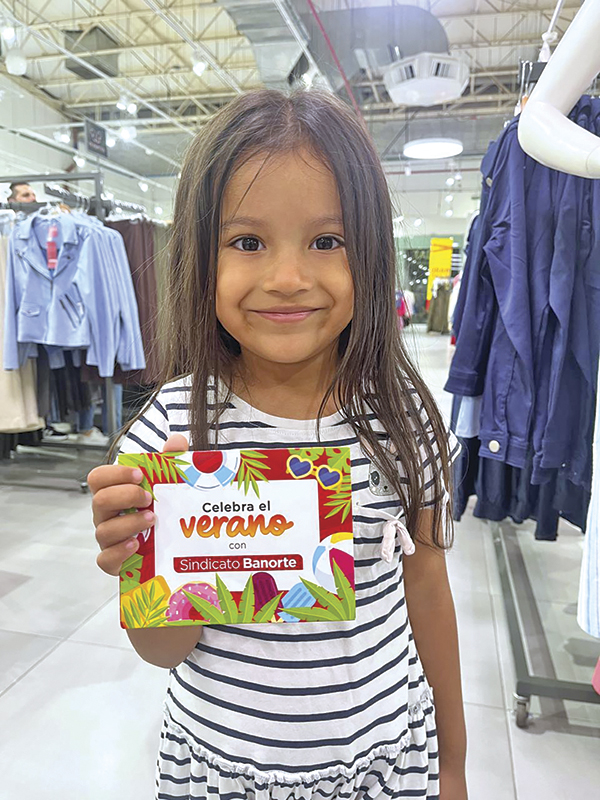 Celebra el
verano
con
Sindicato Banorte